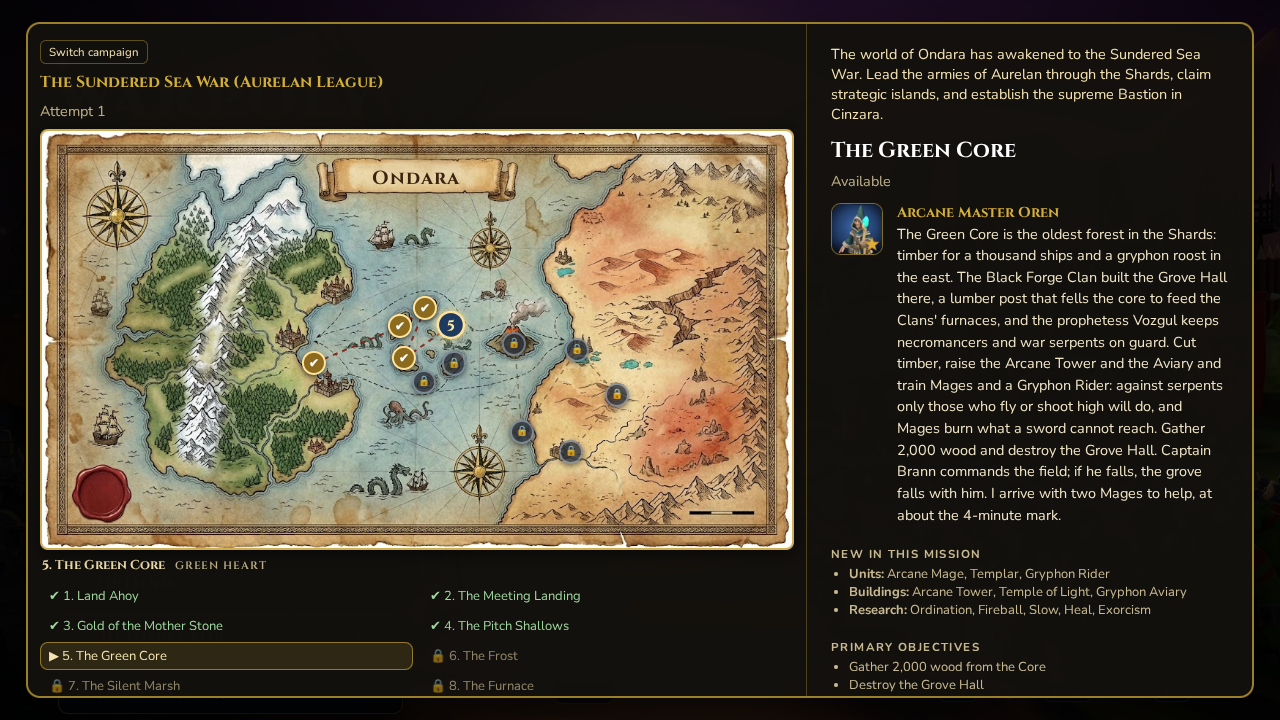 Switch campaign
The Sundered Sea War (Aurelan League)
Attempt 1
Ondara
5
5. The Green Core GREEN HEART
✔ 1. Land Ahoy
✔ 2. The Meeting Landing
✔ 3. Gold of the Mother Stone
✔ 4. The Pitch Shallows
▶ 5. The Green Core
🔒 6. The Frost
🔒 7. The Silent Marsh
🔒 8. The Furnace
The world of Ondara has awakened to the Sundered Sea
War. Lead the armies of Aurelan through the Shards, claim
strategic islands, and establish the supreme Bastion in
Cinzara.
The Green Core
Available
Arcane Master Oren
The Green Core is the oldest forest in the Shards:
timber for a thousand ships and a gryphon roost in
the east. The Black Forge Clan built the Grove Hall
there, a lumber post that fells the core to feed the
Clans' furnaces, and the prophetess Vozgul keeps
necromancers and war serpents on guard. Cut
timber, raise the Arcane Tower and the Aviary and
train Mages and a Gryphon Rider: against serpents
only those who fly or shoot high will do, and
Mages burn what a sword cannot reach. Gather
2,000 wood and destroy the Grove Hall. Captain
Brann commands the field; if he falls, the grove
falls with him. I arrive with two Mages to help, at
about the 4-minute mark.
NEW IN THIS MISSION
• Units: Arcane Mage, Templar, Gryphon Rider
• Buildings: Arcane Tower, Temple of Light, Gryphon Aviary
• Research: Ordination, Fireball, Slow, Heal, Exorcism
PRIMARY OBJECTIVES
• Gather 2,000 wood from the Core
• Destroy the Grove Hall